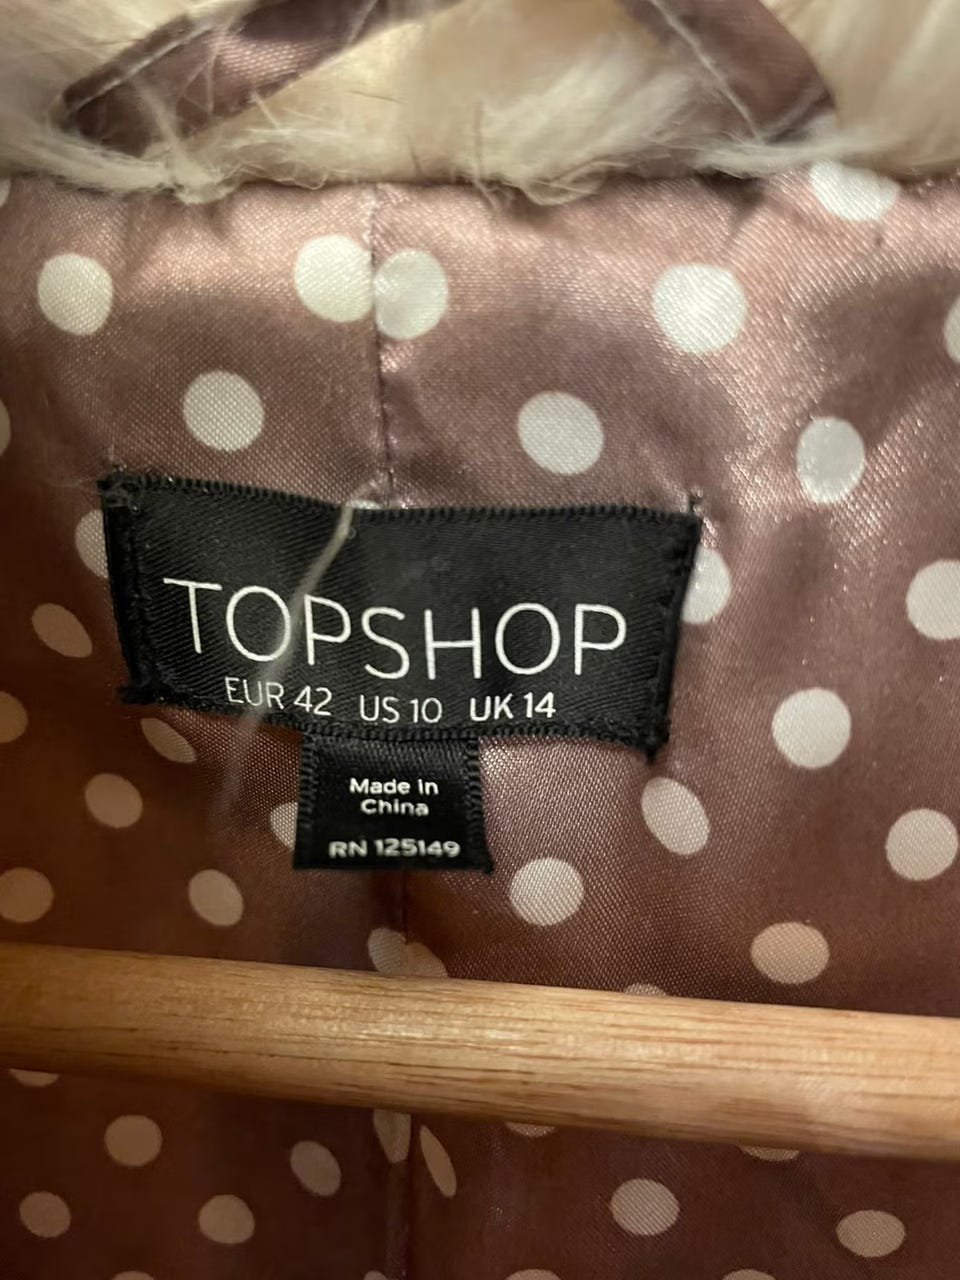 TOPSHOP
EUR 42 US 10 UK 14
Made in
China
RN 125149